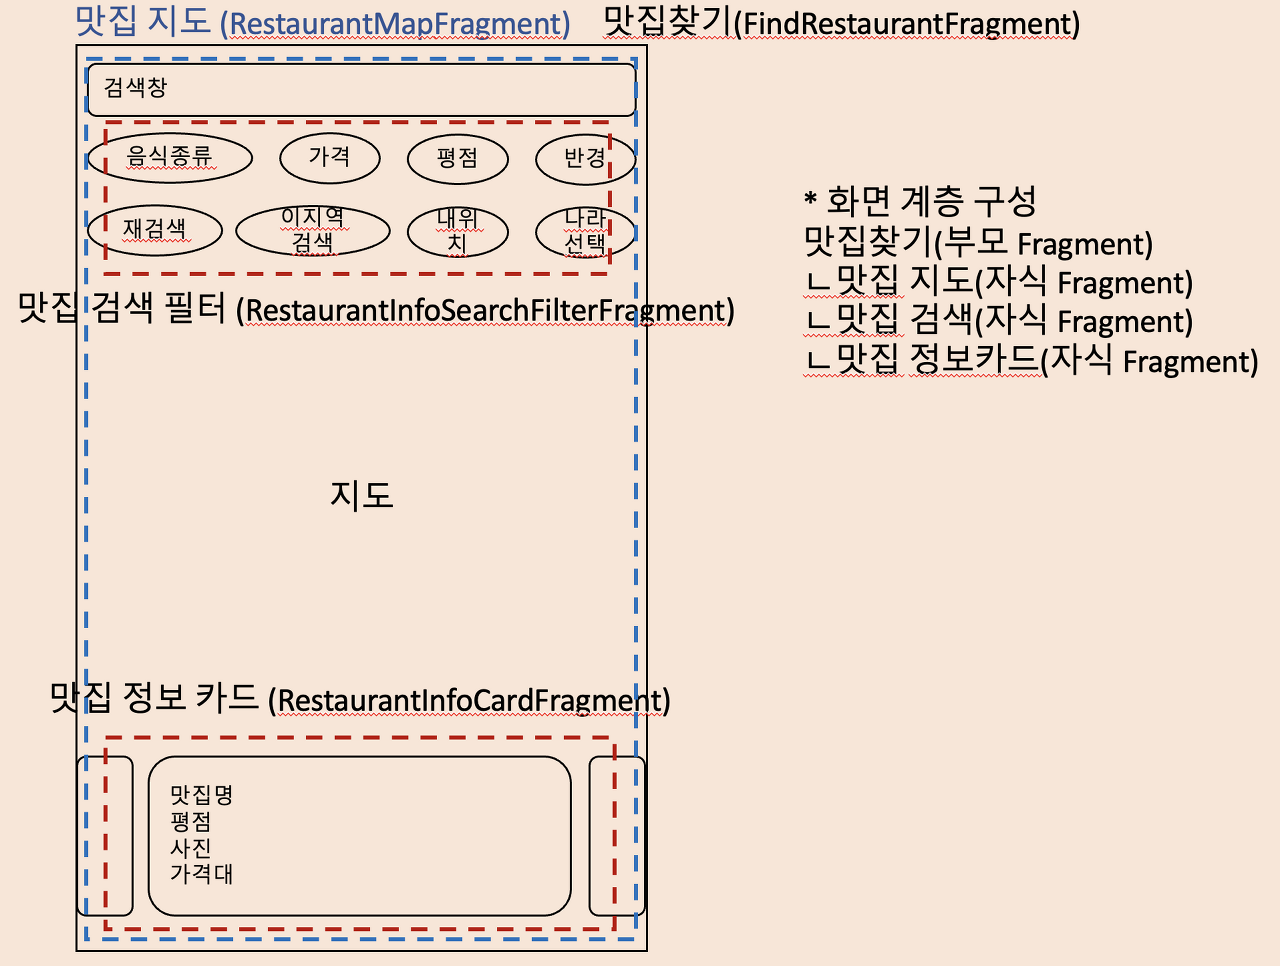 맛집 지도 (RestaurantMapFragment)
맛집찾기(FindRestaurantFragment)
검색창
음식종류
가격
평점
반경
재검색
이지역
검색
내위
치
나라
선택
맛집 검색 필터 (RestaurantInfoSearchFilterFragment)
* 화면 계층 구성
맛집찾기(부모 Fragment)
ㄴ맛집 지도(자식 Fragment)
ㄴ맛집 검색(자식 Fragment)
ㄴ맛집 정보카드(자식 Fragment)
지도
맛집 정보 카드 (RestaurantInfoCardFragment)
맛집명
평점
사진
가격대